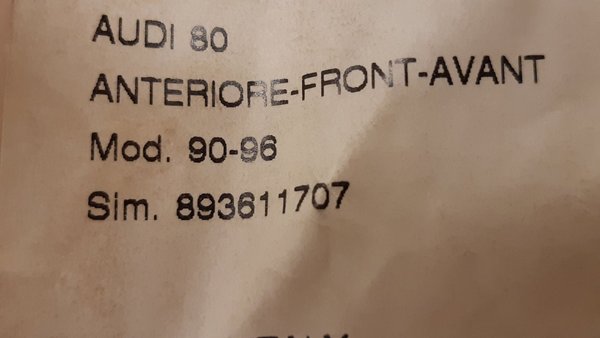 AUDI 80
ANTERIORE-FRONT-AVANT
Mod. 90-96
Sim. 893611707